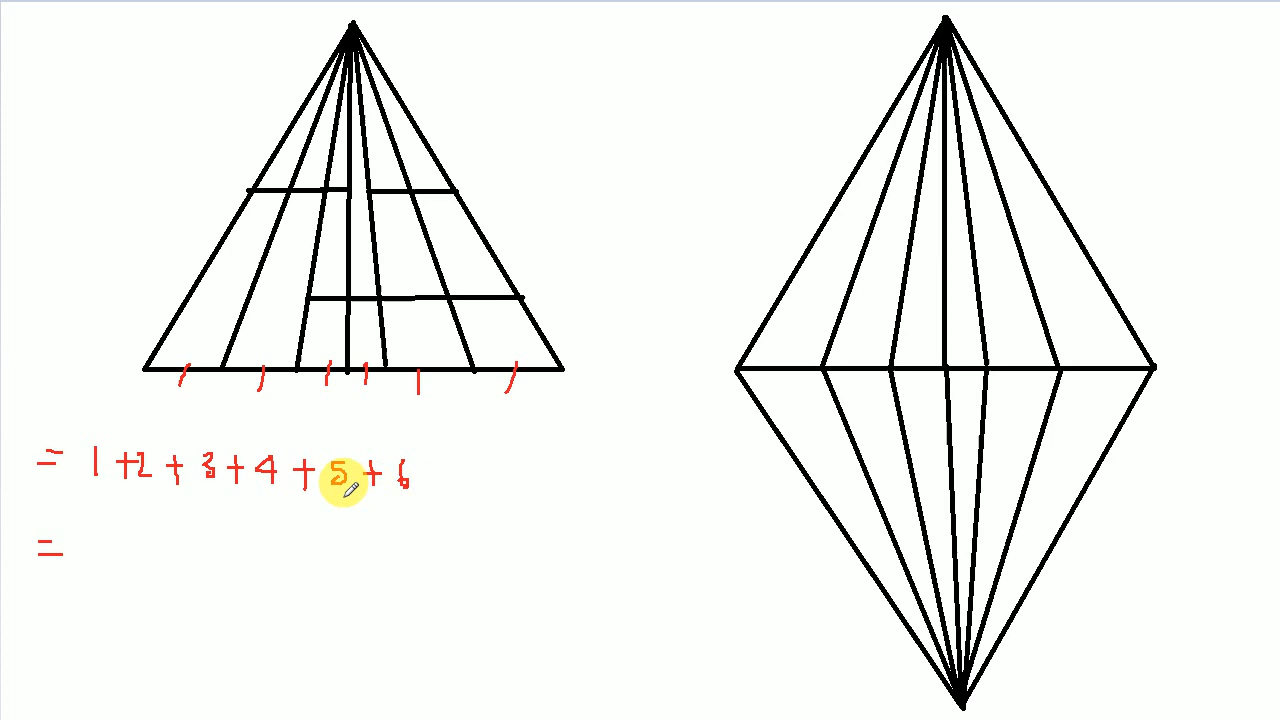 = 1 + 2 + 3 + 4 + 5 + 6
=